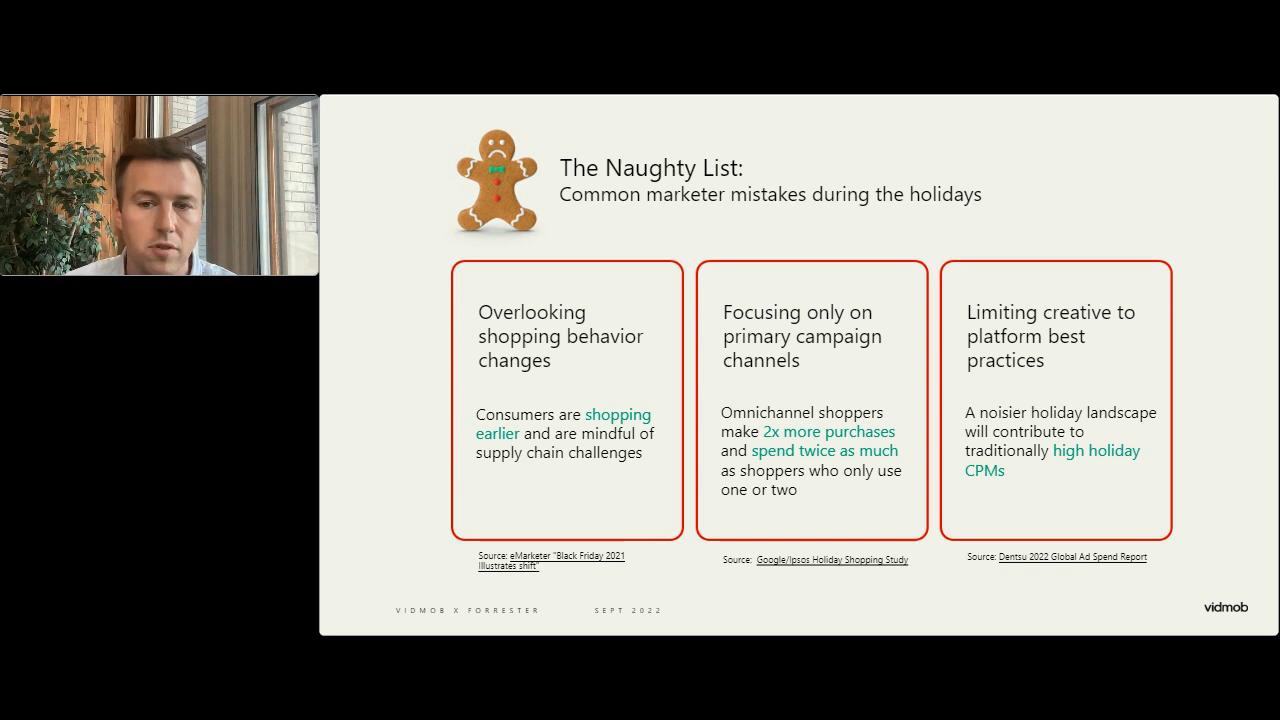 The Naughty List:
Common marketer mistakes during the holidays
Overlooking
shopping behavior
changes
Consumers are shopping
earlier and are mindful of
supply chain challenges
Source: eMarketer "Black Friday 2021
Illustrates shift"
Focusing only on
primary campaign
channels
Omnichannel shoppers
make 2x more purchases
and spend twice as much
as shoppers who only use
one or two
Source: Google/Ipsos Holiday Shopping Study
Limiting creative to
platform best
practices
A noisier holiday landscape
will contribute to
traditionally high holiday
CPMs
Source: Dentsu 2022 Global Ad Spend Report
VIDMOB X FORRESTER
SEPT 2022
vidmob